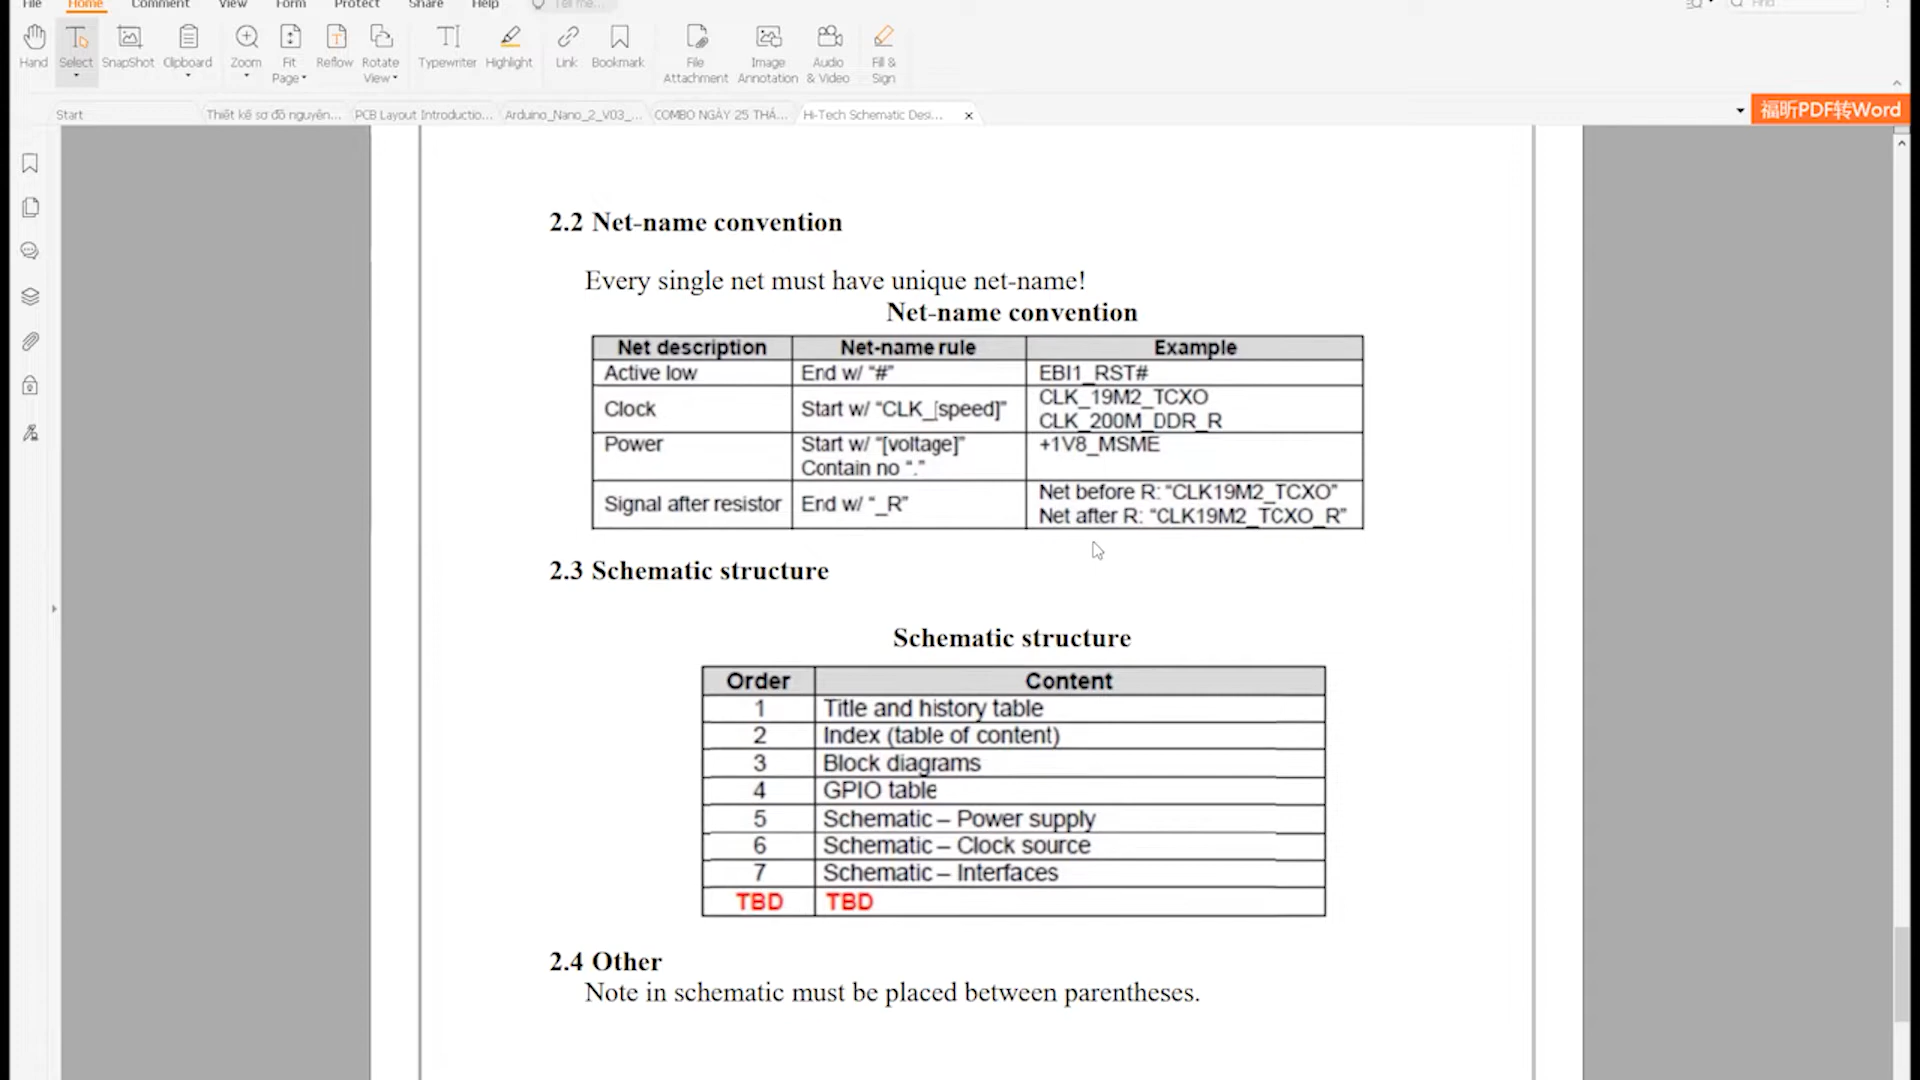 File Home Comment View Form Protect Share Help Tell me... Find
Hand Select SnapShot Clipboard Zoom Fit Page Reflow Rotate View Typewriter Highlight Link Bookmark File Attachment Image Annotation Audio & Video Fill & Sign
Start Thiết kế sơ đồ nguyên... PCB Layout Introductio... Arduino_Nano_2_V03_... COMBO NGÀY 25 THÁ... Hi-Tech Schematic Desi... 福昕PDF转Word
2.2 Net-name convention
Every single net must have unique net-name!
Net-name convention
Net description Net-name rule Example
Active low End w/ “#” EBI1_RST#
Clock Start w/ “CLK_[speed]” CLK_19M2_TCXO
CLK_200M_DDR_R
Power Start w/ “[voltage]” +1V8_MSME
Contain no “.”
Signal after resistor End w/ “_R” Net before R: “CLK19M2_TCXO”
Net after R: “CLK19M2_TCXO_R”
2.3 Schematic structure
Schematic structure
Order Content
1 Title and history table
2 Index (table of content)
3 Block diagrams
4 GPIO table
5 Schematic – Power supply
6 Schematic – Clock source
7 Schematic – Interfaces
TBD TBD
2.4 Other
Note in schematic must be placed between parentheses.